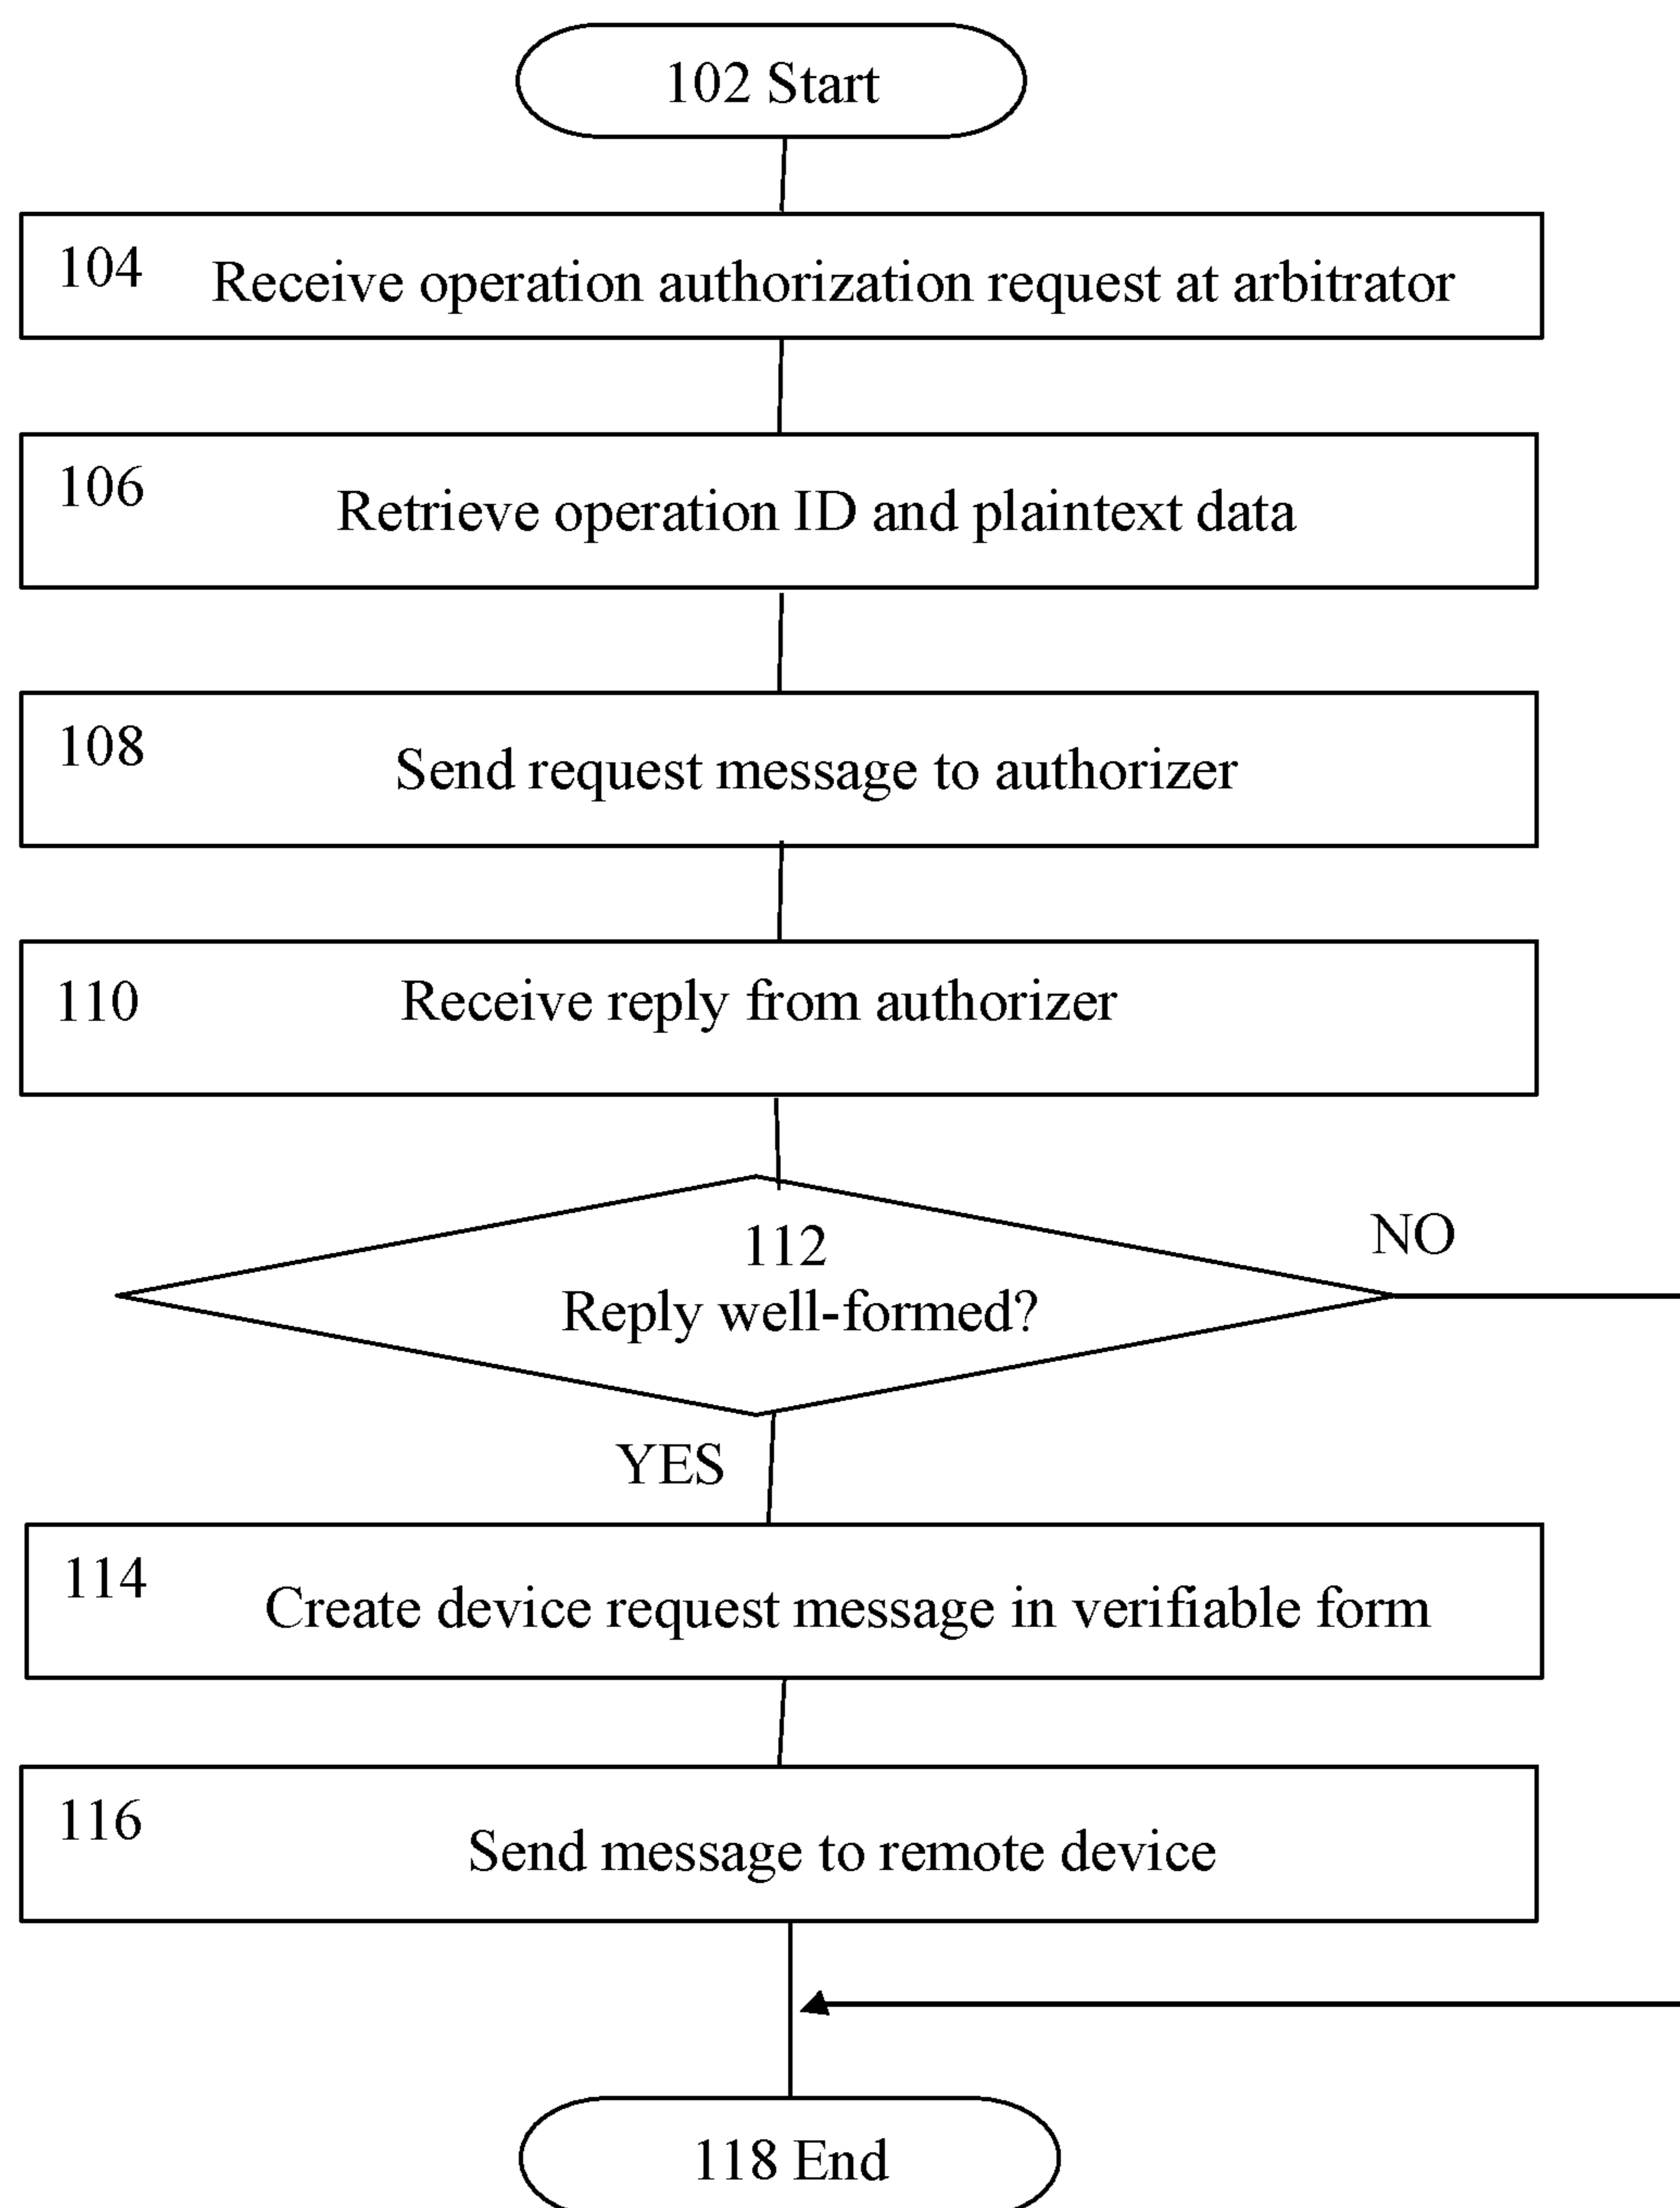 102 Start
104
Receive operation authorization request at arbitrator
106
Retrieve operation ID and plaintext data
108
Send request message to authorizer
110
Receive reply from authorizer
112
Reply well-formed?
NO
YES
114
Create device request message in verifiable form
116
Send message to remote device
118 End